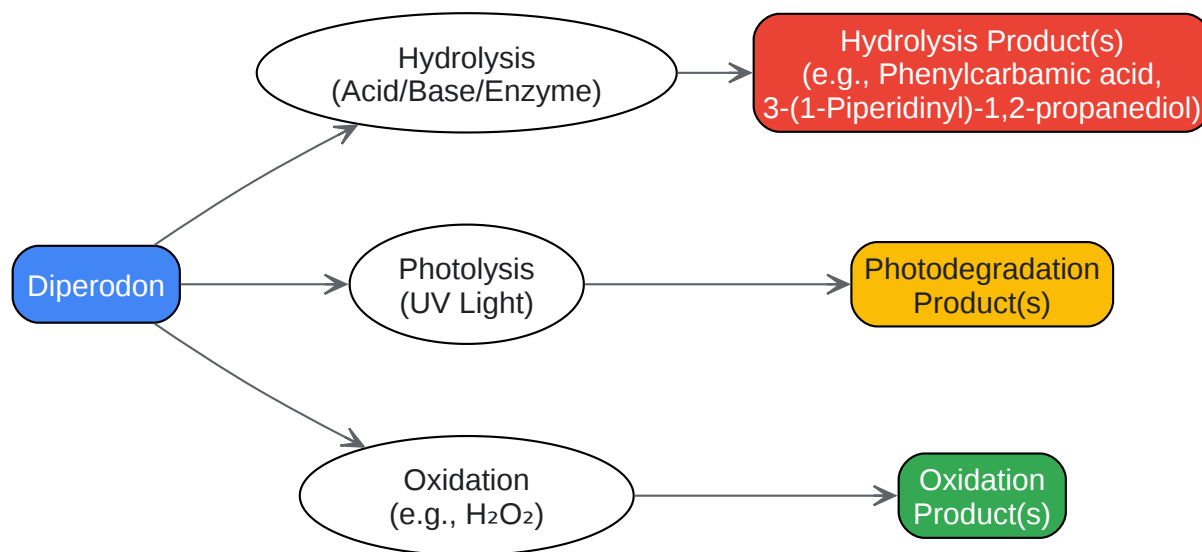 Hydrolysis
(Acid/Base/Enzyme)
Hydrolysis Product(s)
(e.g., Phenylcarbamic acid,
3-(1-Piperidinyl)-1,2-propanediol)
Diperodon
Photolysis
(UV Light)
Photodegradation
Product(s)
Oxidation
(e.g., H₂O₂)
Oxidation
Product(s)